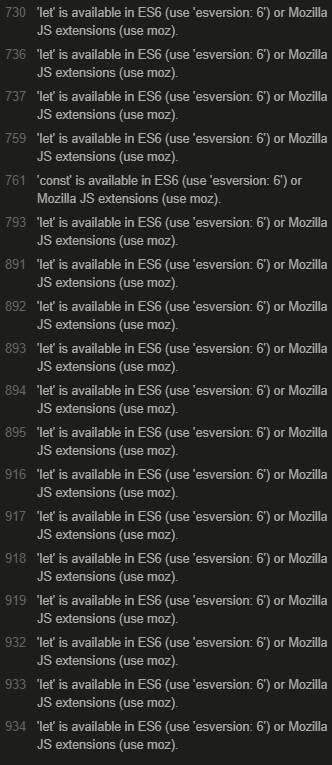 730 'let' is available in ES6 (use 'esversion: 6') or Mozilla
JS extensions (use moz).
736 'let' is available in ES6 (use 'esversion: 6') or Mozilla
JS extensions (use moz).
737 'let' is available in ES6 (use 'esversion: 6') or Mozilla
JS extensions (use moz).
759 'let' is available in ES6 (use 'esversion: 6') or Mozilla
JS extensions (use moz).
761 'const' is available in ES6 (use 'esversion: 6') or
Mozilla JS extensions (use moz).
793 'let' is available in ES6 (use 'esversion: 6') or Mozilla
JS extensions (use moz).
891 'let' is available in ES6 (use 'esversion: 6') or Mozilla
JS extensions (use moz).
892 'let' is available in ES6 (use 'esversion: 6') or Mozilla
JS extensions (use moz).
893 'let' is available in ES6 (use 'esversion: 6') or Mozilla
JS extensions (use moz).
894 'let' is available in ES6 (use 'esversion: 6') or Mozilla
JS extensions (use moz).
895 'let' is available in ES6 (use 'esversion: 6') or Mozilla
JS extensions (use moz).
916 'let' is available in ES6 (use 'esversion: 6') or Mozilla
JS extensions (use moz).
917 'let' is available in ES6 (use 'esversion: 6') or Mozilla
JS extensions (use moz).
918 'let' is available in ES6 (use 'esversion: 6') or Mozilla
JS extensions (use moz).
919 'let' is available in ES6 (use 'esversion: 6') or Mozilla
JS extensions (use moz).
932 'let' is available in ES6 (use 'esversion: 6') or Mozilla
JS extensions (use moz).
933 'let' is available in ES6 (use 'esversion: 6') or Mozilla
JS extensions (use moz).
934 'let' is available in ES6 (use 'esversion: 6') or Mozilla
JS extensions (use moz).